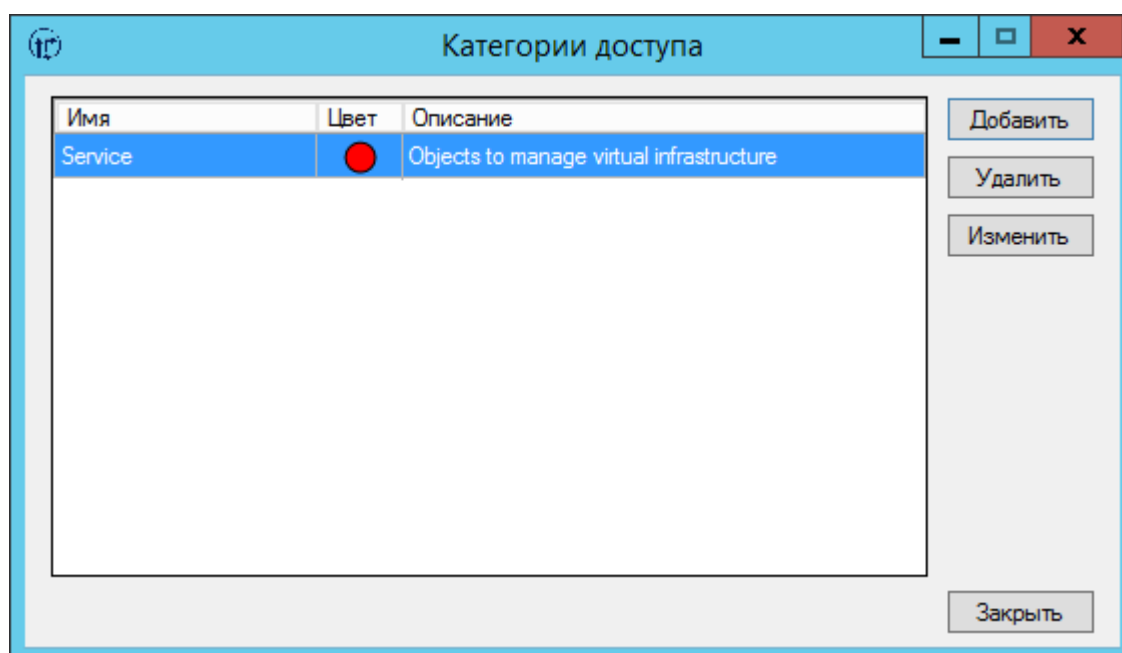 Категории доступа
Имя Цвет Описание
Service Objects to manage virtual infrastructure
Добавить
Удалить
Изменить
Закрыть